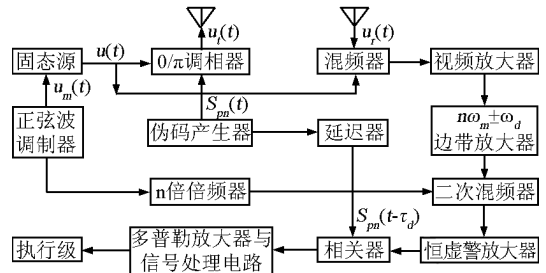 u_t(t)
u_r(t)
固态源
u(t)
0/π调相器
混频器
视频放大器
u_m(t)
S_{pn}(t)
正弦波
调制器
伪码产生器
延迟器
nω_m±ω_d
边带放大器
n倍倍频器
二次混频器
S_{pn}(t-τ_d)
执行级
多普勒放大器与
信号处理电路
相关器
恒虚警放大器